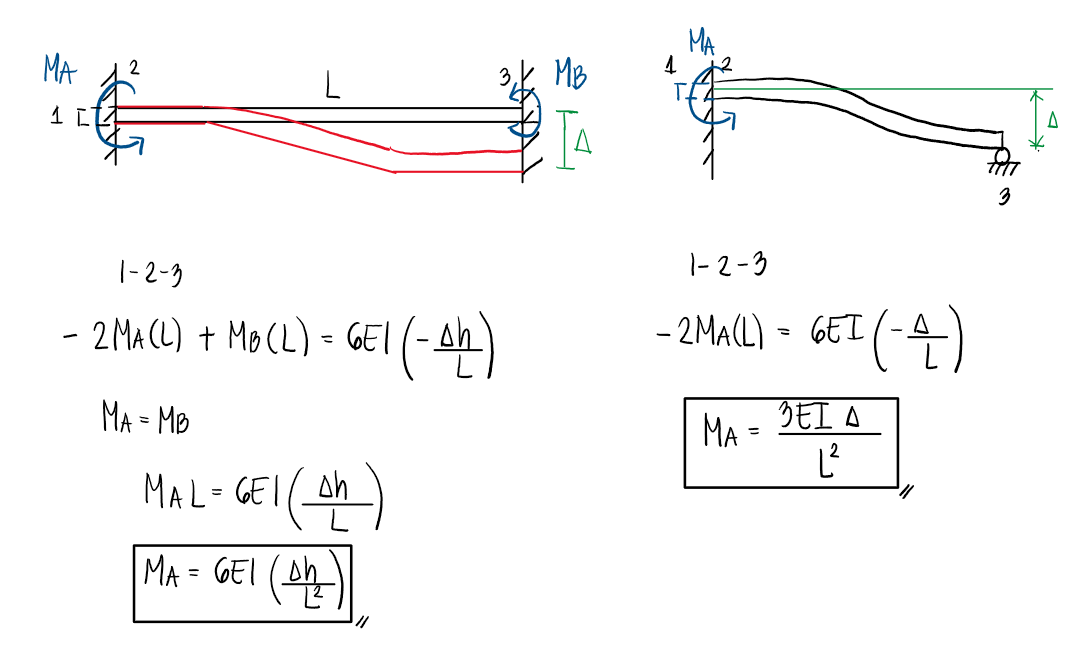 MA 2 L 3 MB
1 Δ
1-2-3
- 2MA(L) + MB(L) = 6EI (-Δh/L)
MA = MB
MA L = 6EI (Δh/L)
MA = 6EI (Δh/L²)
MA
1 2
Δ
3
1-2-3
-2MA(L) = 6EI (-Δ/L)
MA = 3EI Δ / L²